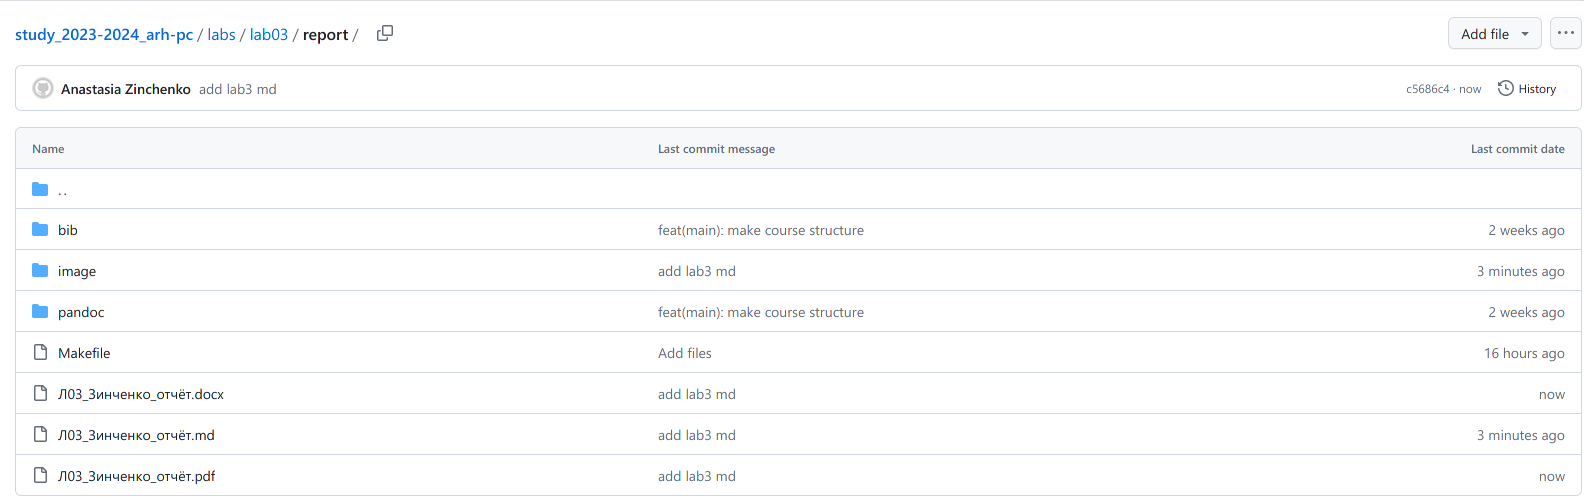 study_2023-2024_arh-pc / labs / lab03 / report /
Add file
Anastasia Zinchenko add lab3 md
c5686c4 · now
History
Name Last commit message Last commit date
..
bib feat(main): make course structure 2 weeks ago
image add lab3 md 3 minutes ago
pandoc feat(main): make course structure 2 weeks ago
Makefile Add files 16 hours ago
Л03_Зинченко_отчёт.docx add lab3 md now
Л03_Зинченко_отчёт.md add lab3 md 3 minutes ago
Л03_Зинченко_отчёт.pdf add lab3 md now